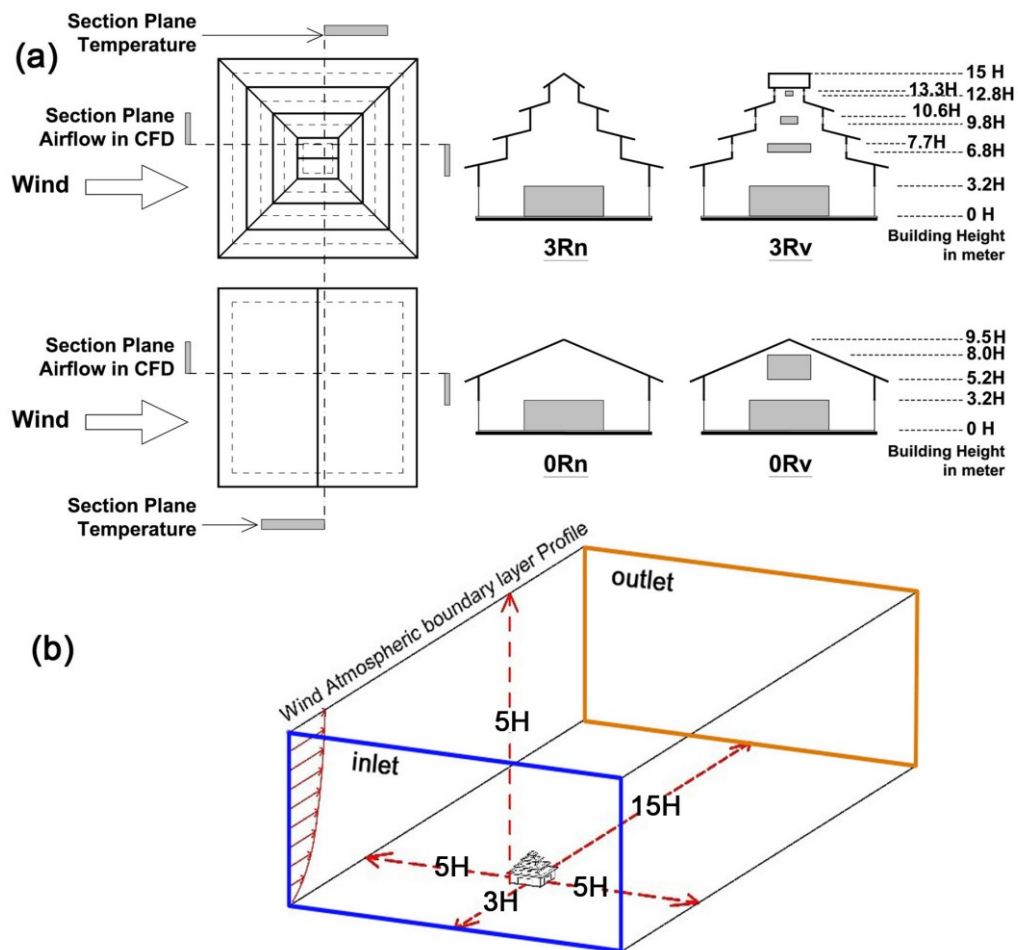 (a)
Section Plane
Temperature
Section Plane
Airflow in CFD
Wind
3Rn
3Rv
15 H
13.3H
12.8H
10.6H
9.8H
7.7H
6.8H
3.2H
0 H
Building Height
in meter
Section Plane
Airflow in CFD
Wind
Section Plane
Temperature
0Rn
0Rv
9.5H
8.0H
5.2H
3.2H
0 H
Building Height
in meter
(b)
Wind Atmospheric boundary layer Profile
outlet
inlet
5H
15H
5H
5H
3H